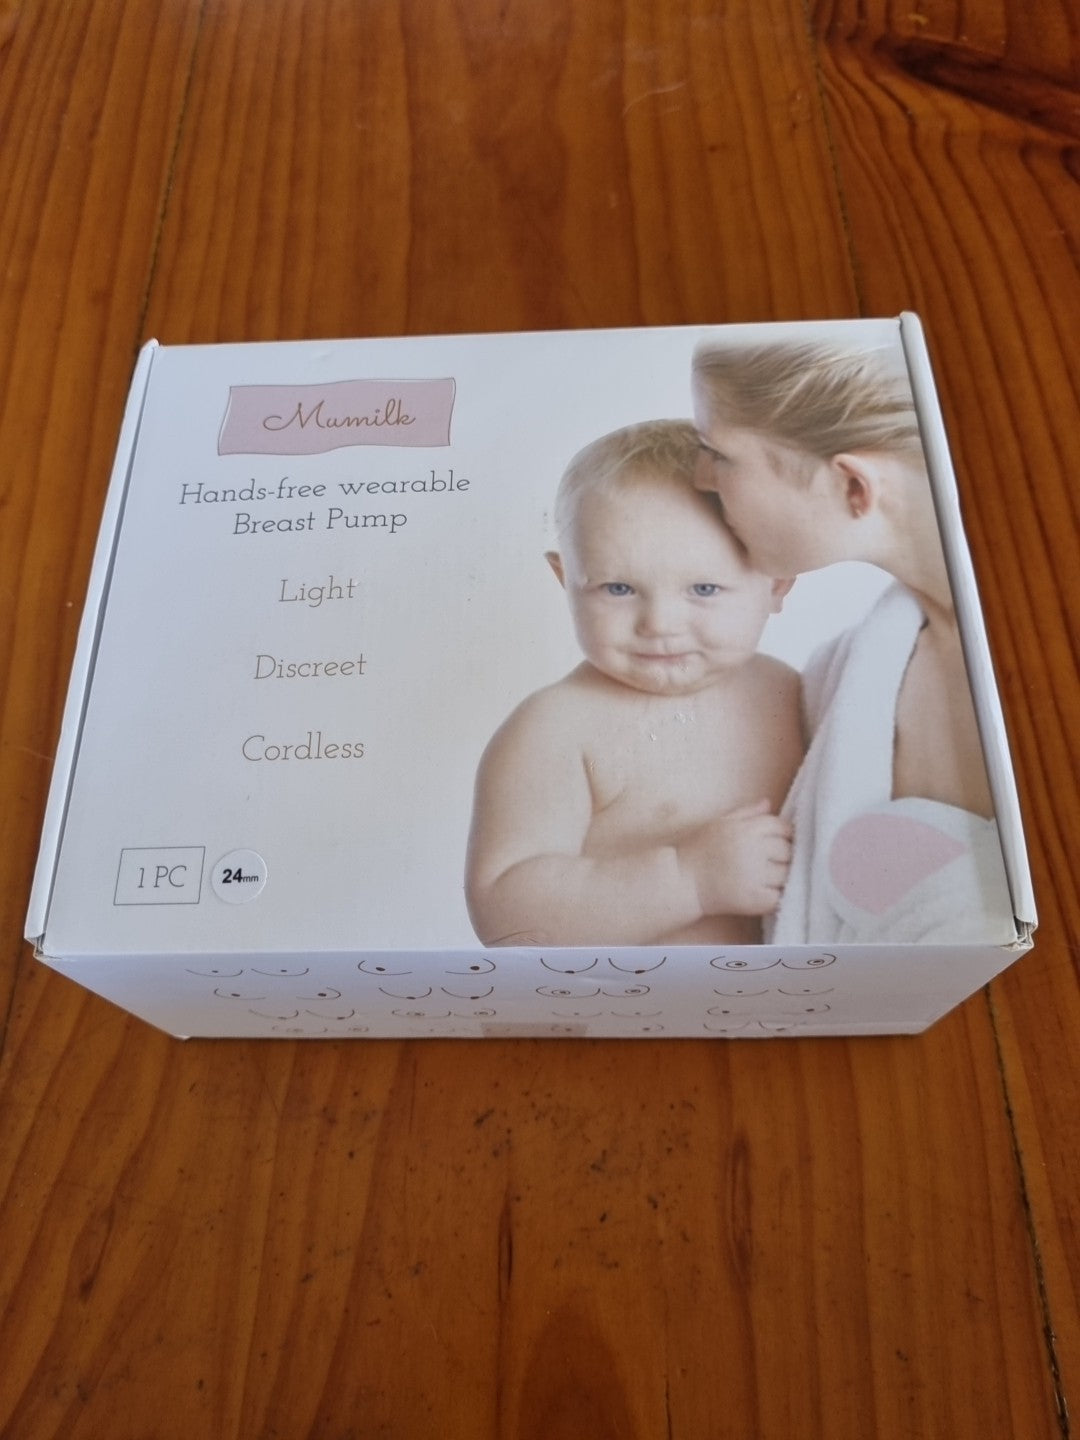 Mumilk
Hands-free wearable
Breast Pump
Light
Discreet
Cordless
1 PC
24mm